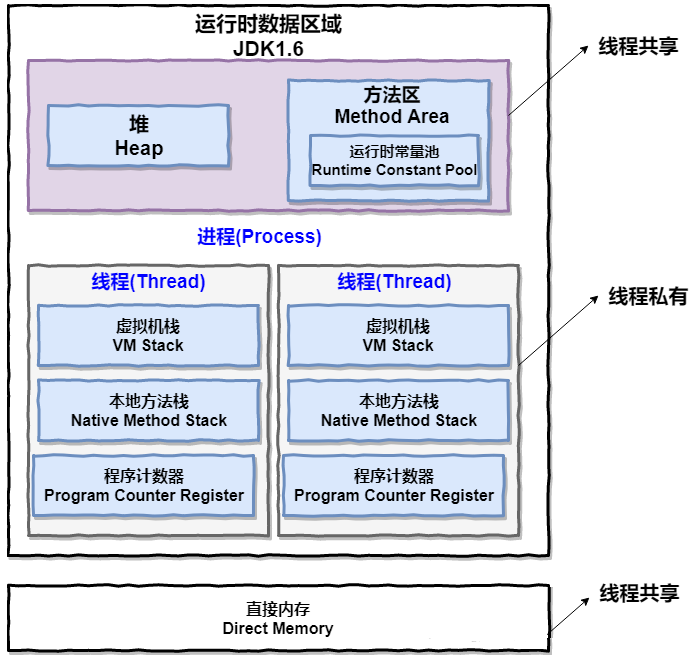 运行时数据区域
JDK1.6
线程共享
堆
Heap
方法区
Method Area
运行时常量池
Runtime Constant Pool
进程(Process)
线程(Thread)
虚拟机栈
VM Stack
本地方法栈
Native Method Stack
程序计数器
Program Counter Register
线程(Thread)
虚拟机栈
VM Stack
本地方法栈
Native Method Stack
程序计数器
Program Counter Register
线程私有
直接内存
Direct Memory
线程共享